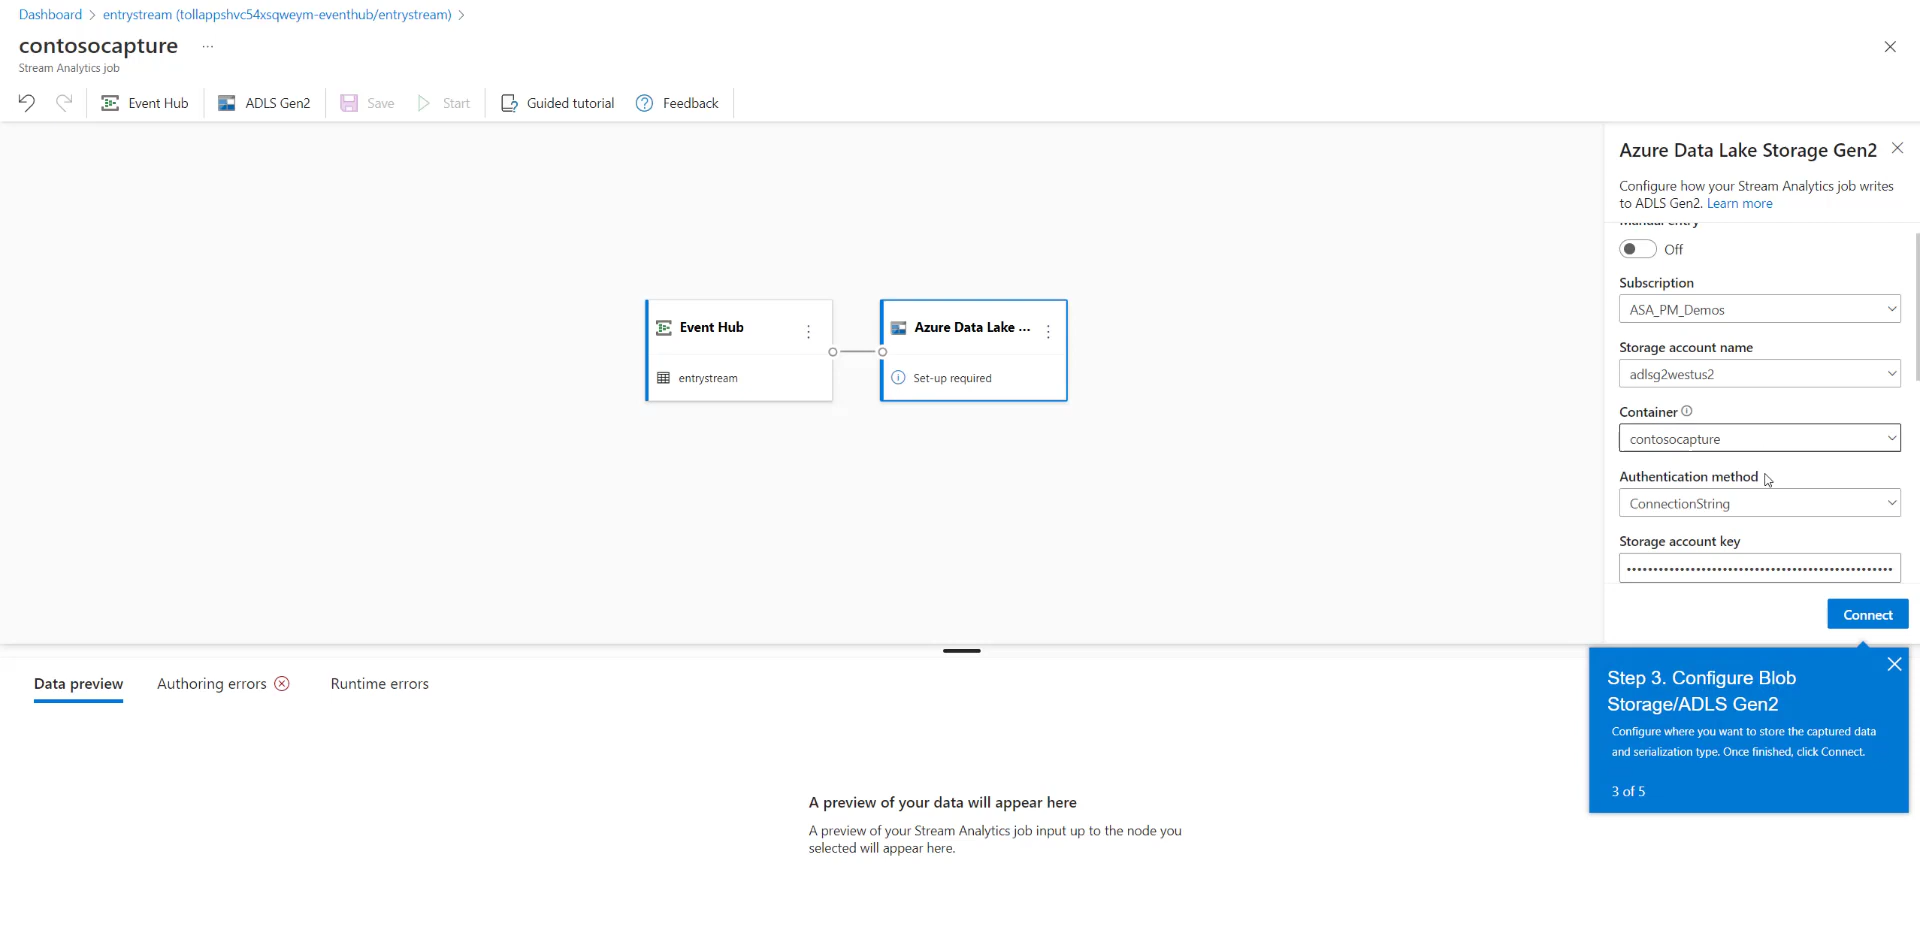 Dashboard > entrystream (tollappshvc54xsqweym-eventhub/entrystream) >
contosocapture ...
Stream Analytics job
Event Hub ADLS Gen2 Save Start Guided tutorial Feedback
Azure Data Lake Storage Gen2
Configure how your Stream Analytics job writes
to ADLS Gen2. Learn more
Manual entry
Off
Subscription
ASA_PM_Demos
Storage account name
adlsg2westus2
Container
contosocapture
Authentication method
ConnectionString
Storage account key
••••••••••••••••••••••••••••••••••••••••••••••••••
Connect
Event Hub
entrystream
Azure Data Lake ...
Set-up required
Data preview Authoring errors Runtime errors
A preview of your data will appear here
A preview of your Stream Analytics job input up to the node you
selected will appear here.
Step 3. Configure Blob
Storage/ADLS Gen2
Configure where you want to store the captured data
and serialization type. Once finished, click Connect.
3 of 5